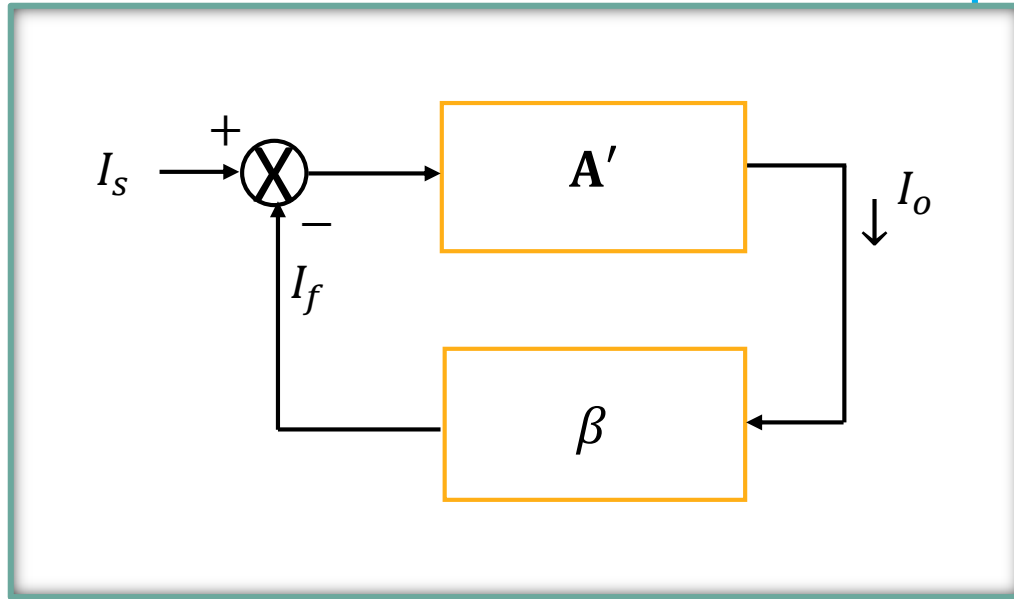 +
I_s
X
A′
−
I_o
↓
I_f
β